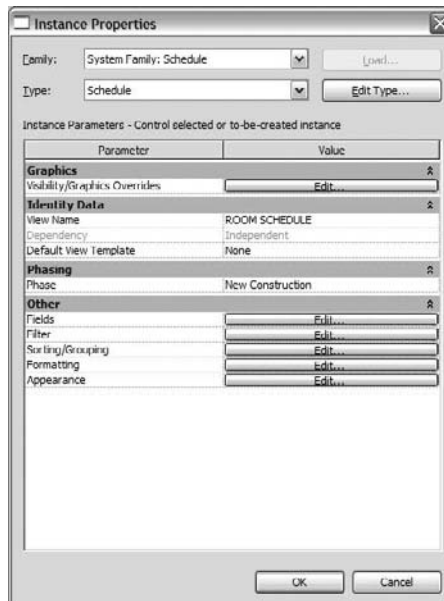 Instance Properties
Family: System Family: Schedule Load...
Type: Schedule Edit Type...
Instance Parameters - Control selected or to-be-created instance
Parameter Value
Graphics
Visibility/Graphics Overrides Edit...
Identity Data
View Name ROOM SCHEDULE
Dependency Independent
Default View Template None
Phasing
Phase New Construction
Other
Fields Edit...
Filter Edit...
Sorting/Grouping Edit...
Formatting Edit...
Appearance Edit...
OK Cancel